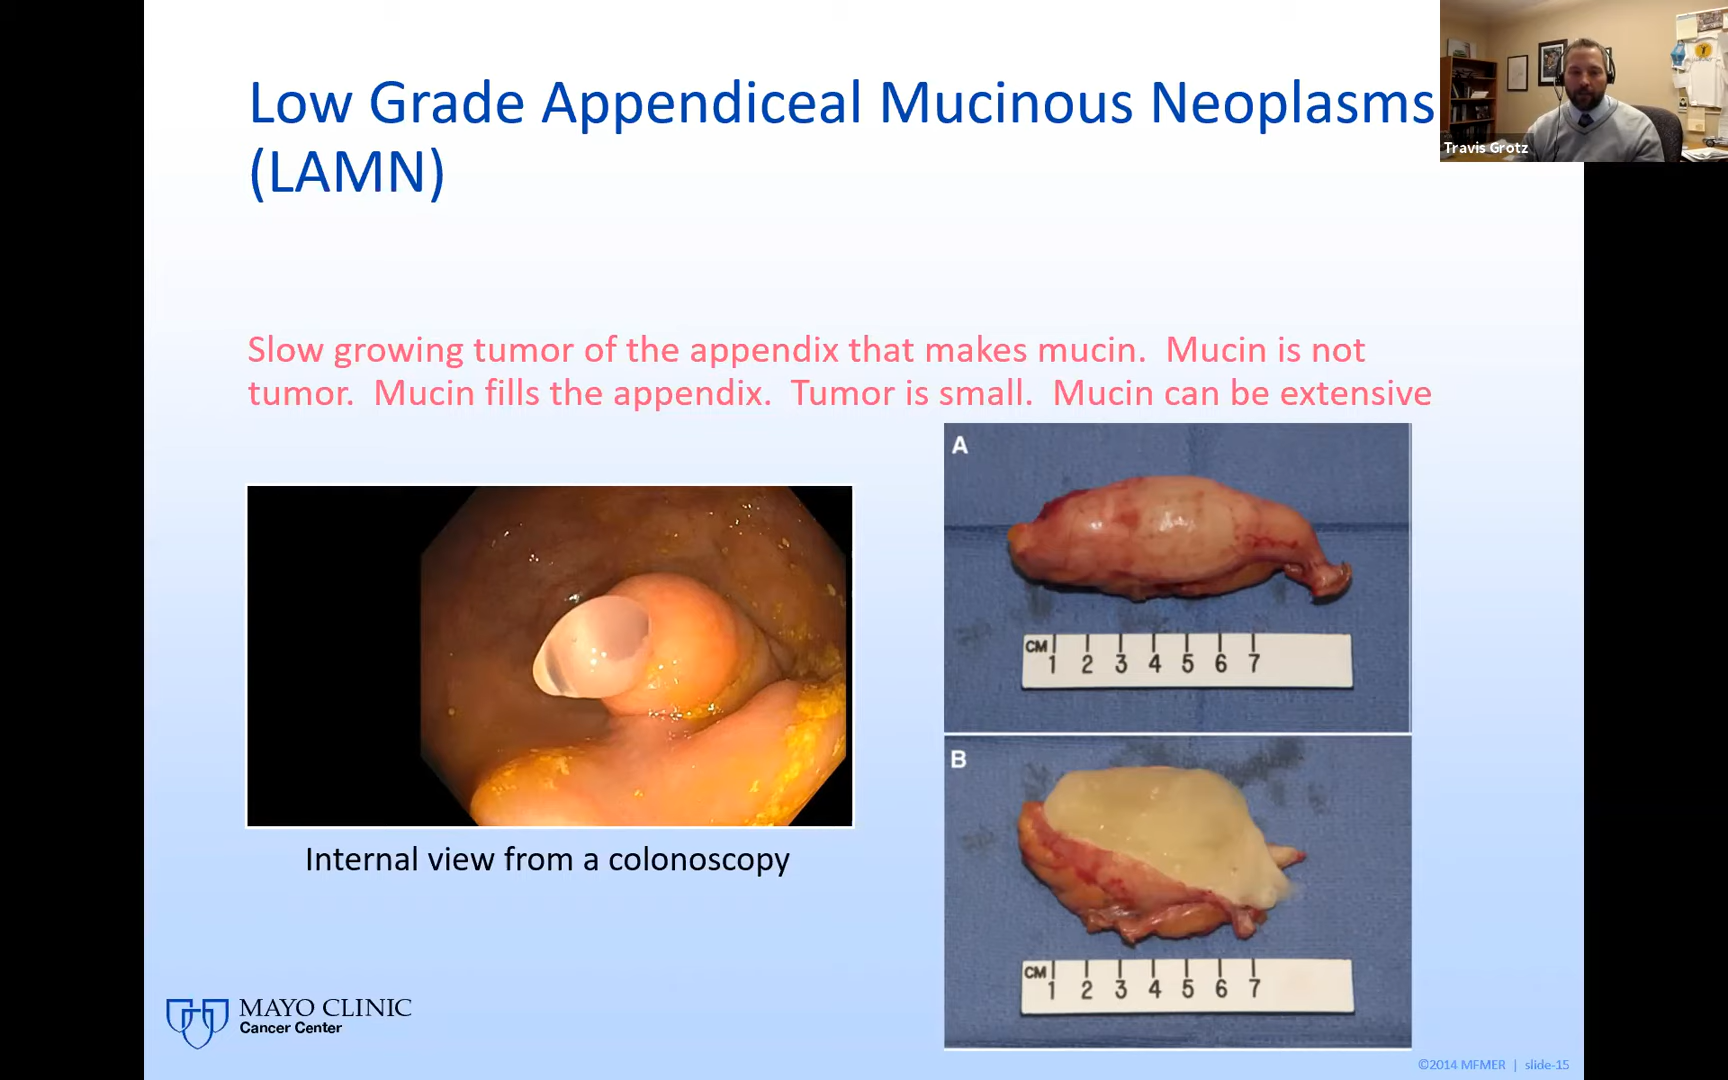 Low Grade Appendiceal Mucinous Neoplasms
(LAMN)
Travis Grotz
Slow growing tumor of the appendix that makes mucin. Mucin is not
tumor. Mucin fills the appendix. Tumor is small. Mucin can be extensive
A
CM 1 2 3 4 5 6 7
B
CM 1 2 3 4 5 6 7
Internal view from a colonoscopy
MAYO CLINIC
Cancer Center
©2014 MFMER | slide-15